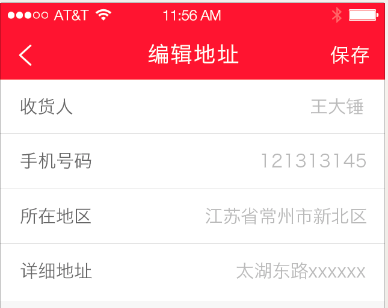 AT&T 11:56 AM
编辑地址 保存
收货人 王大锤
手机号码 121313145
所在地区 江苏省常州市新北区
详细地址 太湖东路xxxxxx